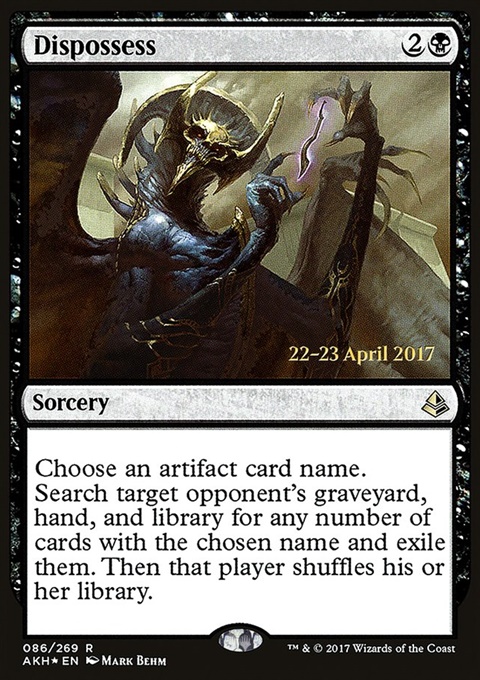 Dispossess 2
22–23 April 2017
Sorcery
Choose an artifact card name.
Search target opponent's graveyard,
hand, and library for any number of
cards with the chosen name and exile
them. Then that player shuffles his or
her library.
086/269 R
AKH★EN Mark Behm
™ & © 2017 Wizards of the Coast